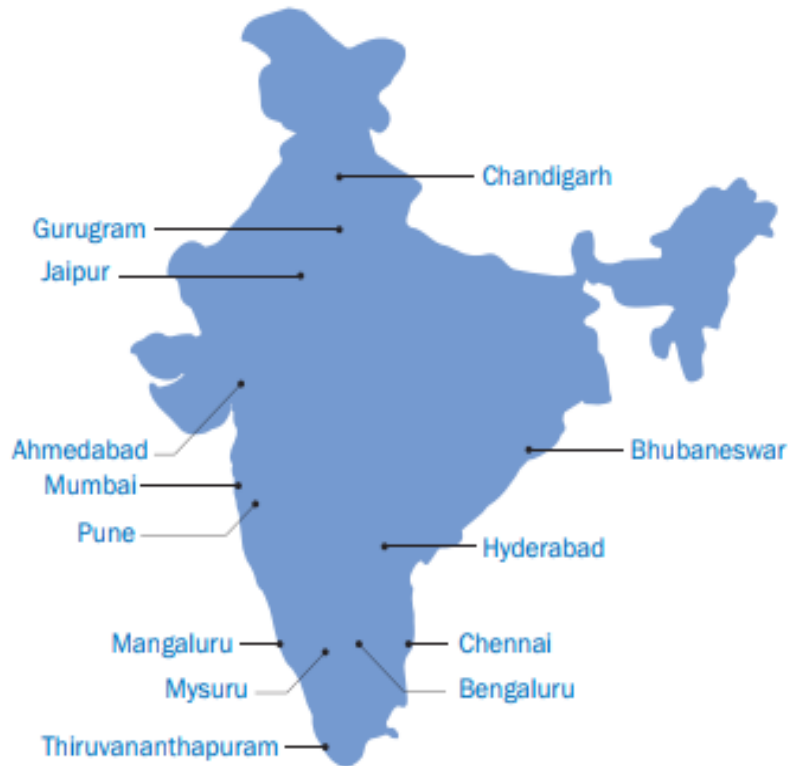 Chandigarh
Gurugram
Jaipur
Ahmedabad
Bhubaneswar
Mumbai
Pune
Hyderabad
Mangaluru
Chennai
Mysuru
Bengaluru
Thiruvananthapuram